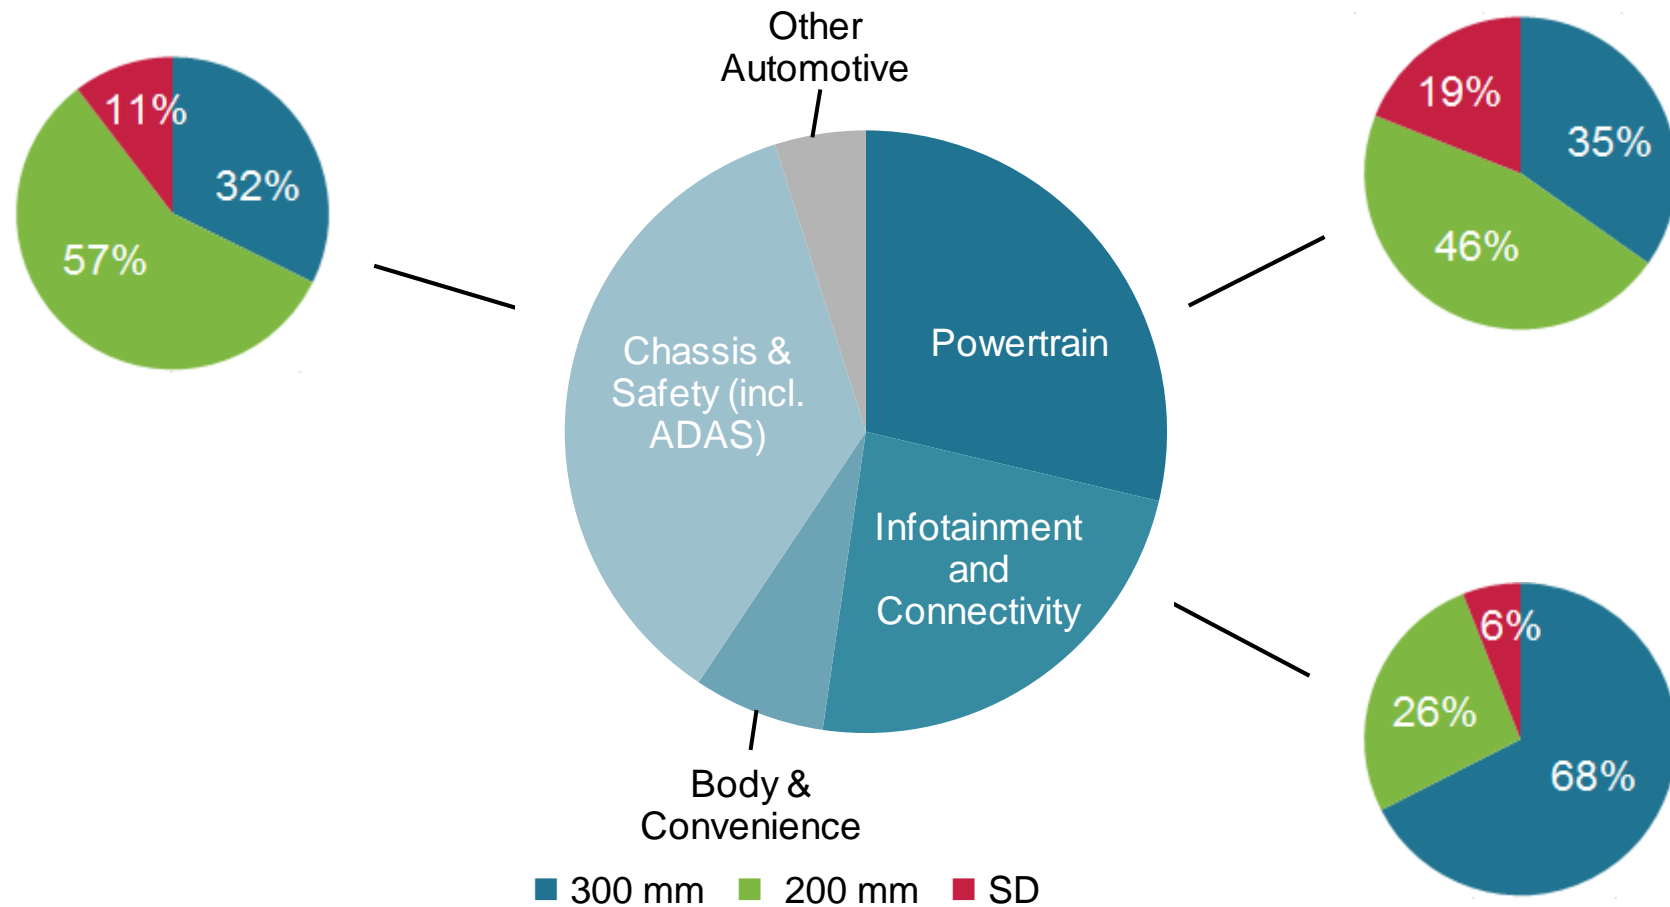 Other
Automotive
11%
32%
57%
19%
35%
46%
Chassis &
Safety (incl.
ADAS)
Powertrain
Infotainment
and
Connectivity
6%
26%
68%
Body &
Convenience
300 mm
200 mm
SD